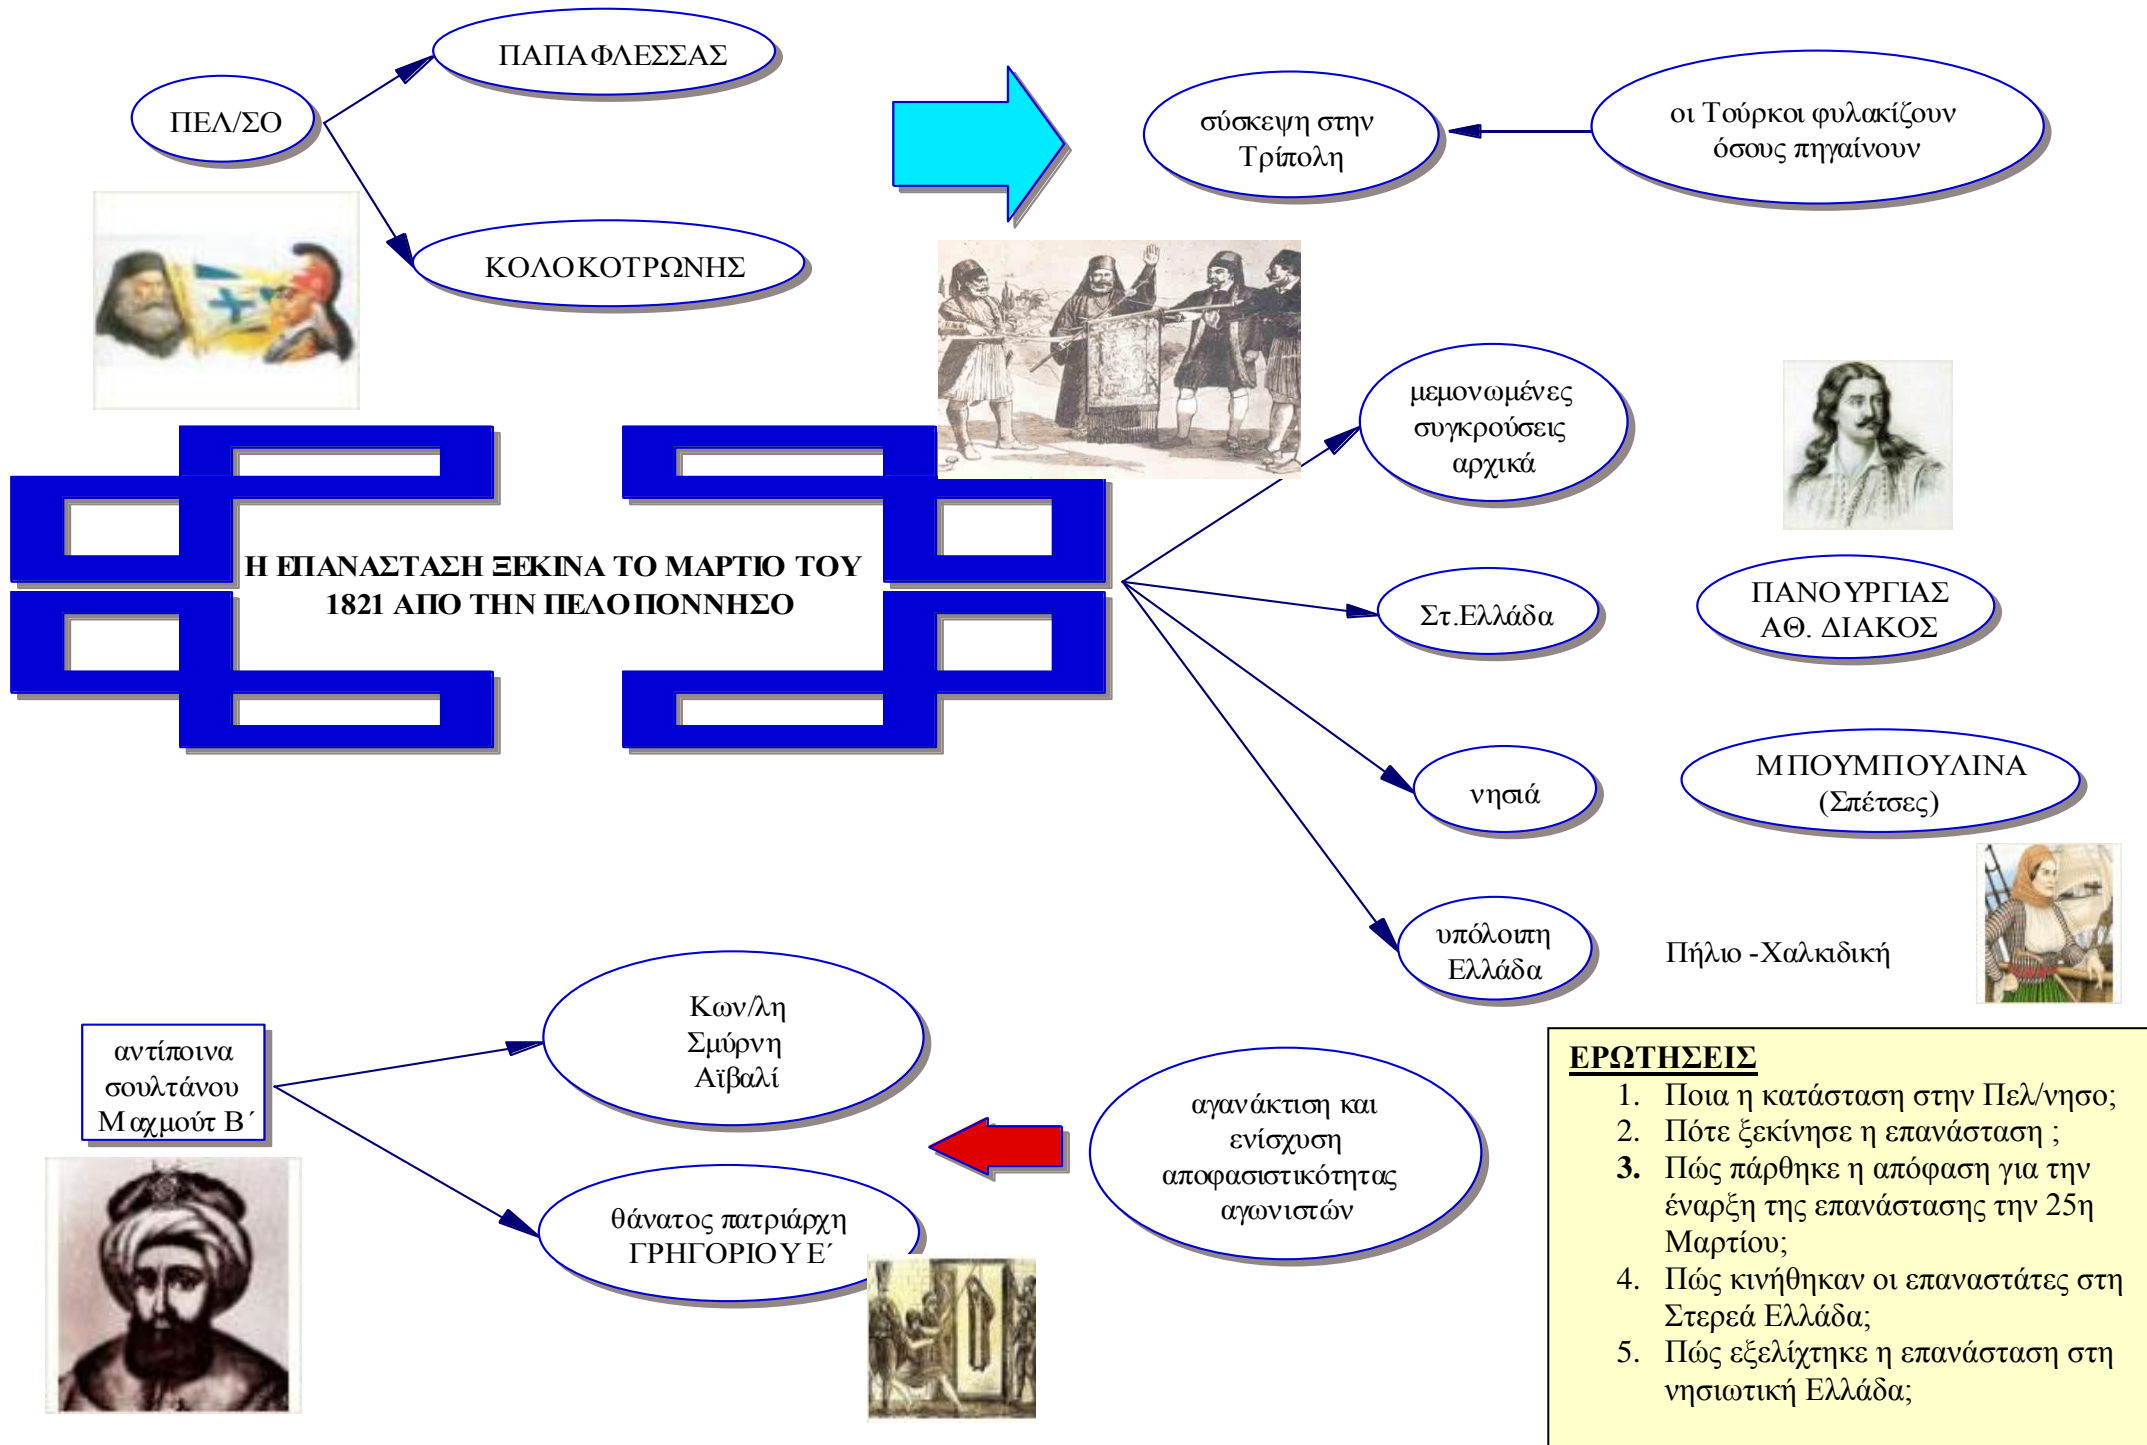 ΠΑΠΑΦΛΕΣΣΑΣ
ΠΕΛ/ΣΟ
ΚΟΛΟΚΟΤΡΩΝΗΣ
σύσκεψη στην
Τρίπολη
οι Τούρκοι φυλακίζουν
όσους πηγαίνουν
Η ΕΠΑΝΑΣΤΑΣΗ ΞΕΚΙΝΑ ΤΟ ΜΑΡΤΙΟ ΤΟΥ
1821 ΑΠΟ ΤΗΝ ΠΕΛΟΠΟΝΝΗΣΟ
μεμονωμένες
συγκρούσεις
αρχικά
Στ.Ελλάδα
ΠΑΝΟΥΡΓΙΑΣ
ΑΘ. ΔΙΑΚΟΣ
νησιά
ΜΠΟΥΜΠΟΥΛΙΝΑ
(Σπέτσες)
υπόλοιπη
Ελλάδα
Πήλιο -Χαλκιδική
αντίποινα
σουλτάνου
Μαχμούτ Β΄
Κων/λη
Σμύρνη
Αϊβαλί
θάνατος πατριάρχη
ΓΡΗΓΟΡΙΟΥ Ε΄
αγανάκτιση και
ενίσχυση
αποφασιστικότητας
αγωνιστών
ΕΡΩΤΗΣΕΙΣ
1. Ποια η κατάσταση στην Πελ/νησο;
2. Πότε ξεκίνησε η επανάσταση ;
3. Πώς πάρθηκε η απόφαση για την
έναρξη της επανάστασης την 25η
Μαρτίου;
4. Πώς κινήθηκαν οι επαναστάτες στη
Στερεά Ελλάδα;
5. Πώς εξελίχτηκε η επανάσταση στη
νησιωτική Ελλάδα;